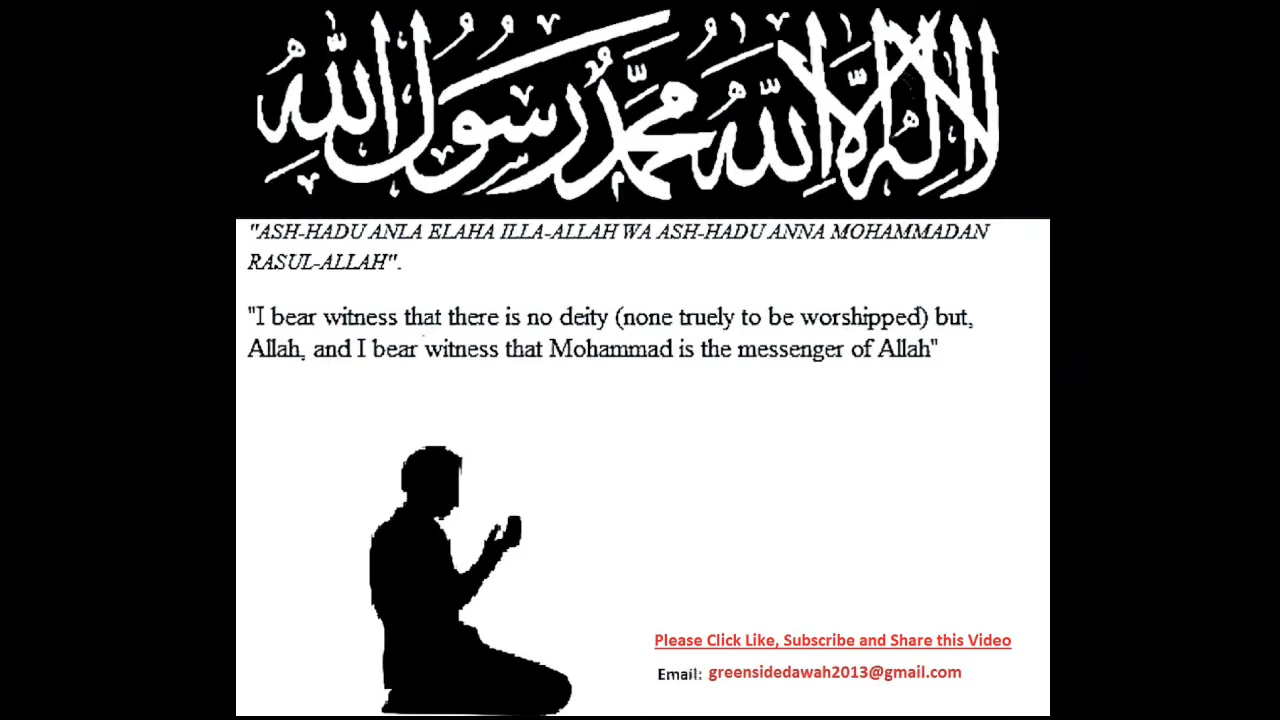 لا إله إلا الله محمد رسول الله
"ASH-HADU ANLA ELAHA ILLA-ALLAH WA ASH-HADU ANNA MOHAMMADAN
RASUL-ALLAH".
"I bear witness that there is no deity (none truely to be worshipped) but,
Allah, and I bear witness that Mohammad is the messenger of Allah"
Please Click Like, Subscribe and Share this Video
Email: greensidedawah2013@gmail.com